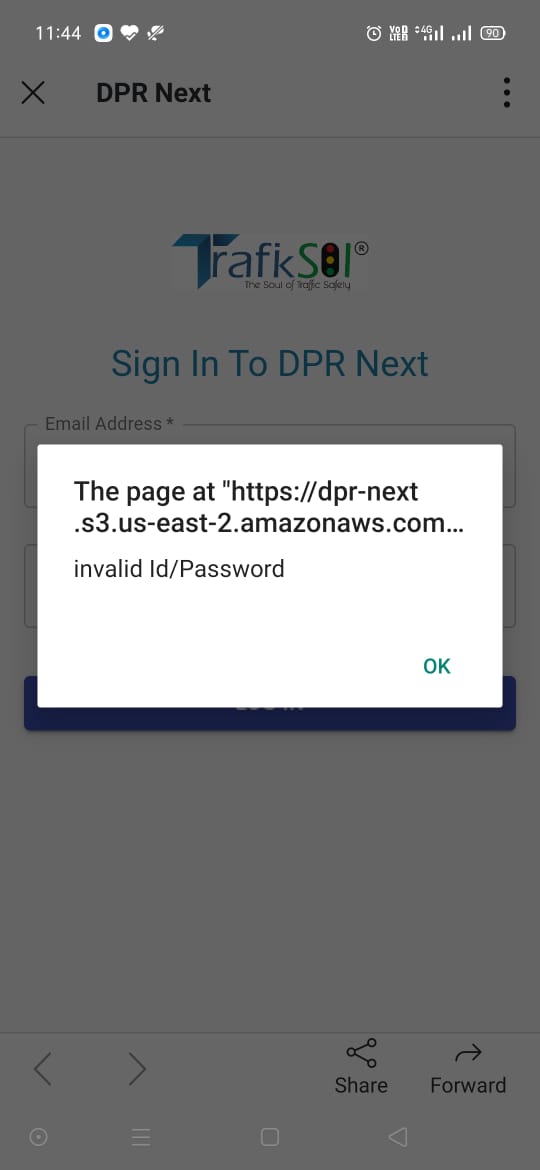 11:44 VoD LTE 4G 90
DPR Next
TrafikSol®
The Soul of Traffic Safety
Sign In To DPR Next
Email Address *
The page at "https://dpr-next
.s3.us-east-2.amazonaws.com...
invalid Id/Password
OK
Share Forward